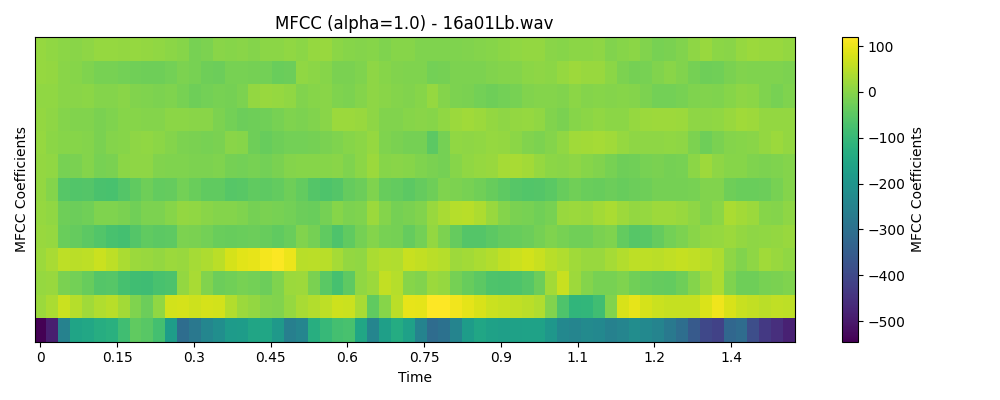 MFCC (alpha=1.0) - 16a01Lb.wav
MFCC Coefficients
0 0.15 0.3 0.45 0.6 0.75 0.9 1.1 1.2 1.4
Time
100
0
−100
−200
−300
−400
−500
MFCC Coefficients